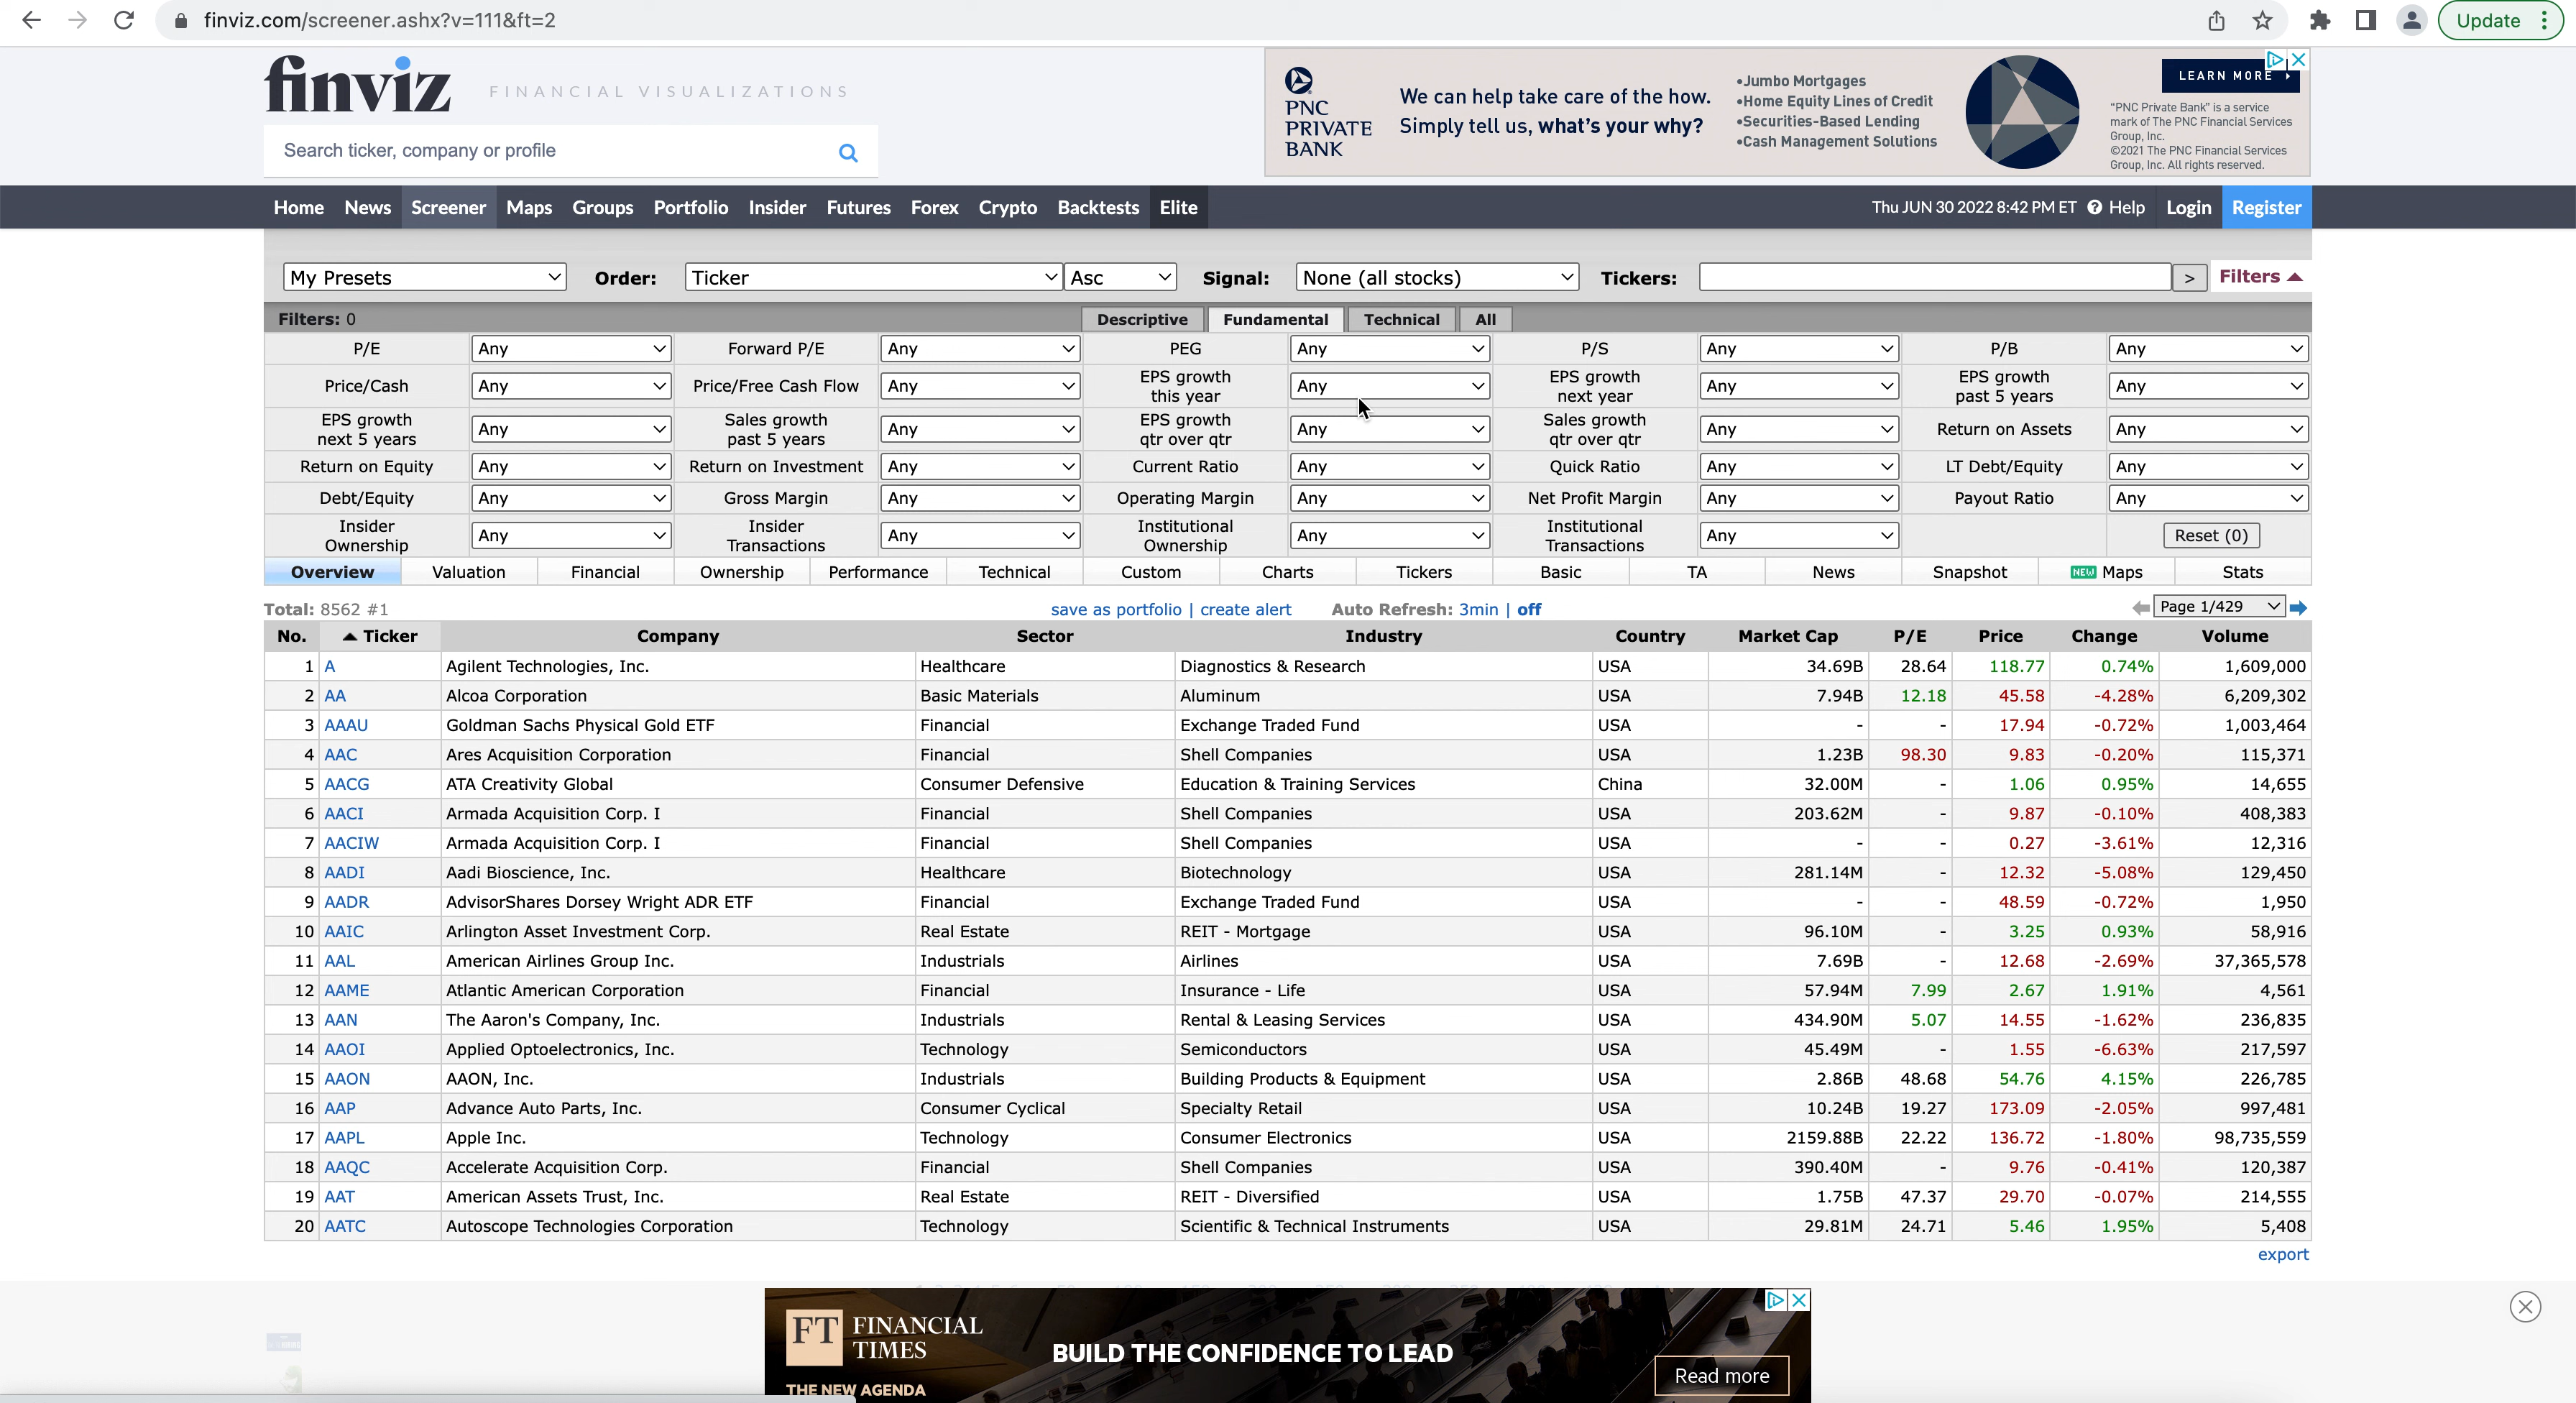 finviz.com/screener.ashx?v=111&ft=2
Update
finviz FINANCIAL VISUALIZATIONS
Search ticker, company or profile
PNC PRIVATE BANK
We can help take care of the how.
Simply tell us, what's your why?
•Jumbo Mortgages
•Home Equity Lines of Credit
•Securities-Based Lending
•Cash Management Solutions
LEARN MORE
"PNC Private Bank" is a service
mark of The PNC Financial Services
Group, Inc.
©2021 The PNC Financial Services
Group, Inc. All rights reserved.
Home News Screener Maps Groups Portfolio Insider Futures Forex Crypto Backtests Elite Thu JUN 30 2022 8:42 PM ET Help Login Register
My Presets Order: Ticker Asc Signal: None (all stocks) Tickers: > Filters
Filters: 0 Descriptive Fundamental Technical All
P/E Any Forward P/E Any PEG Any P/S Any P/B Any
Price/Cash Any Price/Free Cash Flow Any EPS growth this year Any EPS growth next year Any EPS growth past 5 years Any
EPS growth next 5 years Any Sales growth past 5 years Any EPS growth qtr over qtr Any Sales growth qtr over qtr Any Return on Assets Any
Return on Equity Any Return on Investment Any Current Ratio Any Quick Ratio Any LT Debt/Equity Any
Debt/Equity Any Gross Margin Any Operating Margin Any Net Profit Margin Any Payout Ratio Any
Insider Ownership Any Insider Transactions Any Institutional Ownership Any Institutional Transactions Any Reset (0)
Overview Valuation Financial Ownership Performance Technical Custom Charts Tickers Basic TA News Snapshot NEW Maps Stats
Total: 8562 #1 save as portfolio | create alert Auto Refresh: 3min | off Page 1/429
No. Ticker Company Sector Industry Country Market Cap P/E Price Change Volume
1 A Agilent Technologies, Inc. Healthcare Diagnostics & Research USA 34.69B 28.64 118.77 0.74% 1,609,000
2 AA Alcoa Corporation Basic Materials Aluminum USA 7.94B 12.18 45.58 -4.28% 6,209,302
3 AAAU Goldman Sachs Physical Gold ETF Financial Exchange Traded Fund USA - - 17.94 -0.72% 1,003,464
4 AAC Ares Acquisition Corporation Financial Shell Companies USA 1.23B 98.30 9.83 -0.20% 115,371
5 AACG ATA Creativity Global Consumer Defensive Education & Training Services China 32.00M - 1.06 0.95% 14,655
6 AACI Armada Acquisition Corp. I Financial Shell Companies USA 203.62M - 9.87 -0.10% 408,383
7 AACIW Armada Acquisition Corp. I Financial Shell Companies USA - - 0.27 -3.61% 12,316
8 AADI Aadi Bioscience, Inc. Healthcare Biotechnology USA 281.14M - 12.32 -5.08% 129,450
9 AADR AdvisorShares Dorsey Wright ADR ETF Financial Exchange Traded Fund USA - - 48.59 -0.72% 1,950
10 AAIC Arlington Asset Investment Corp. Real Estate REIT - Mortgage USA 96.10M - 3.25 0.93% 58,916
11 AAL American Airlines Group Inc. Industrials Airlines USA 7.69B - 12.68 -2.69% 37,365,578
12 AAME Atlantic American Corporation Financial Insurance - Life USA 57.94M 7.99 2.67 1.91% 4,561
13 AAN The Aaron's Company, Inc. Industrials Rental & Leasing Services USA 434.90M 5.07 14.55 -1.62% 236,835
14 AAOI Applied Optoelectronics, Inc. Technology Semiconductors USA 45.49M - 1.55 -6.63% 217,597
15 AAON AAON, Inc. Industrials Building Products & Equipment USA 2.86B 48.68 54.76 4.15% 226,785
16 AAP Advance Auto Parts, Inc. Consumer Cyclical Specialty Retail USA 10.24B 19.27 173.09 -2.05% 997,481
17 AAPL Apple Inc. Technology Consumer Electronics USA 2159.88B 22.22 136.72 -1.80% 98,735,559
18 AAQC Accelerate Acquisition Corp. Financial Shell Companies USA 390.40M - 9.76 -0.41% 120,387
19 AAT American Assets Trust, Inc. Real Estate REIT - Diversified USA 1.75B 47.37 29.70 -0.07% 214,555
20 AATC Autoscope Technologies Corporation Technology Scientific & Technical Instruments USA 29.81M 24.71 5.46 1.95% 5,408
export
FT FINANCIAL TIMES
THE NEW AGENDA
BUILD THE CONFIDENCE TO LEAD
Read more